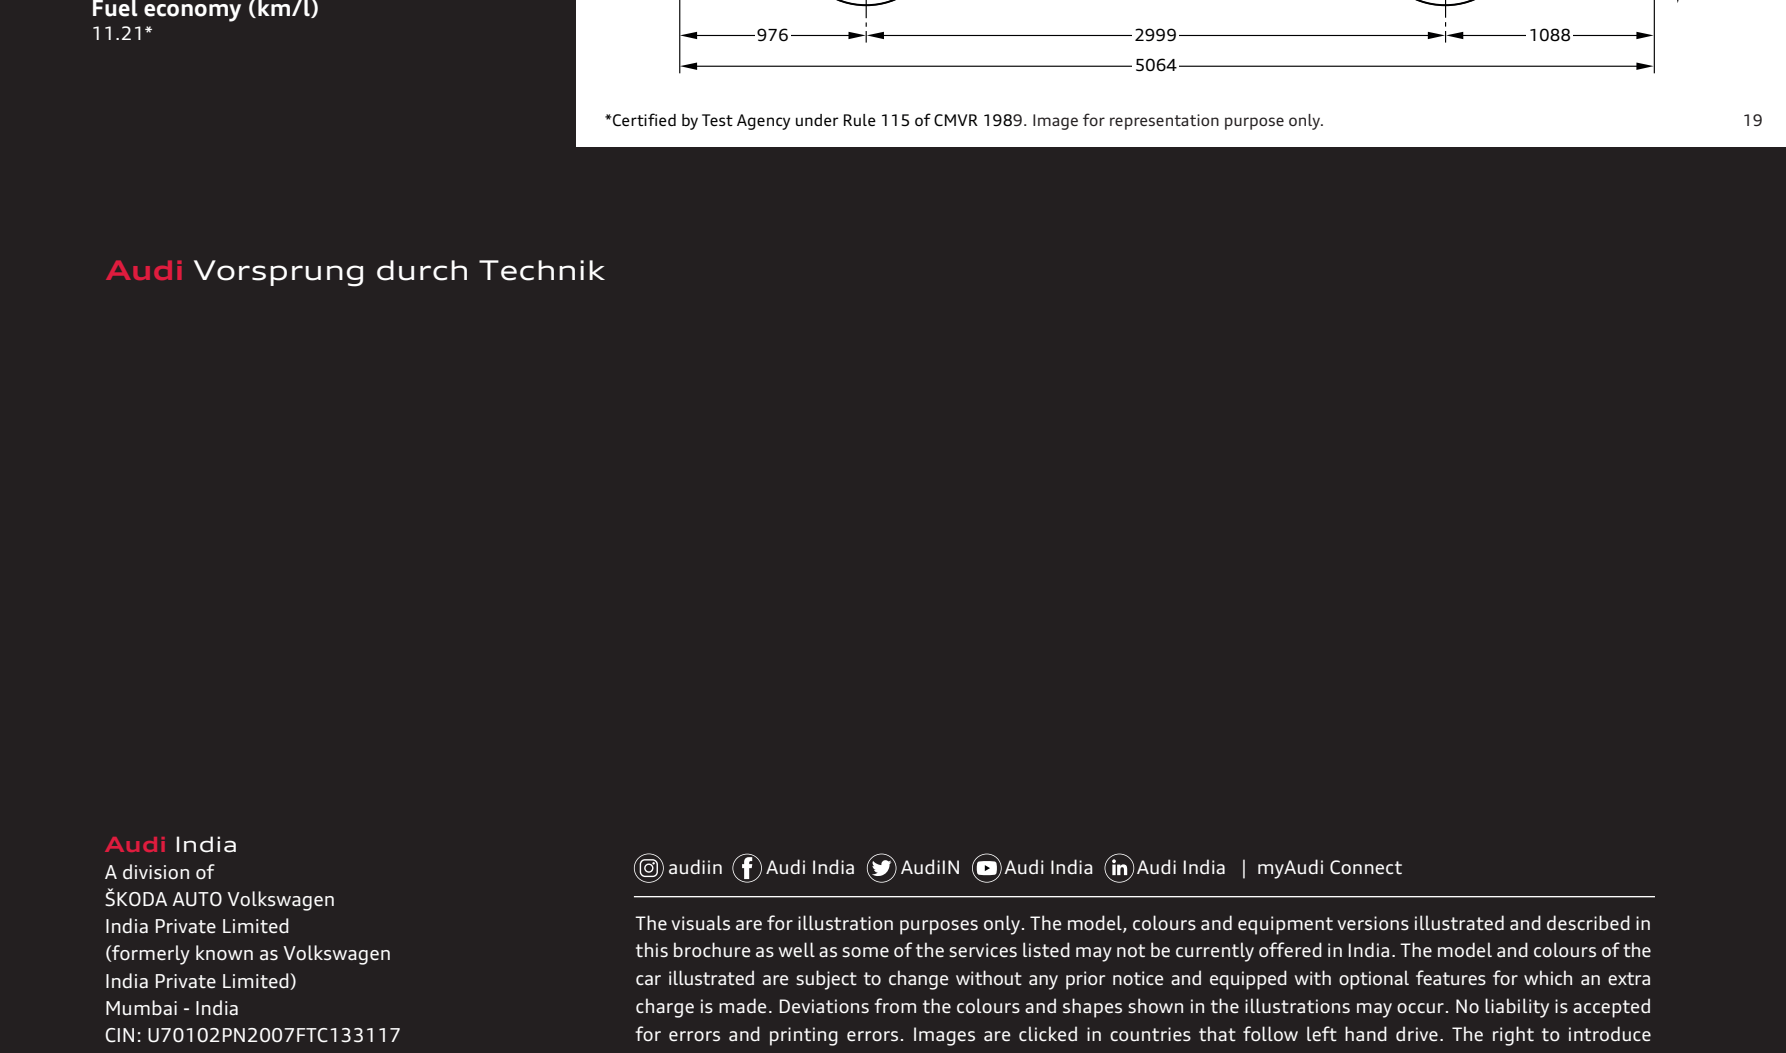 Fuel economy (km/l)
11.21*
976 2999 1088
5064
*Certified by Test Agency under Rule 115 of CMVR 1989. Image for representation purpose only.
19
Audi Vorsprung durch Technik
Audi India
A division of
ŠKODA AUTO Volkswagen
India Private Limited
(formerly known as Volkswagen
India Private Limited)
Mumbai - India
CIN: U70102PN2007FTC133117
audiin Audi India AudiIN Audi India Audi India | myAudi Connect
The visuals are for illustration purposes only. The model, colours and equipment versions illustrated and described in
this brochure as well as some of the services listed may not be currently offered in India. The model and colours of the
car illustrated are subject to change without any prior notice and equipped with optional features for which an extra
charge is made. Deviations from the colours and shapes shown in the illustrations may occur. No liability is accepted
for errors and printing errors. Images are clicked in countries that follow left hand drive. The right to introduce